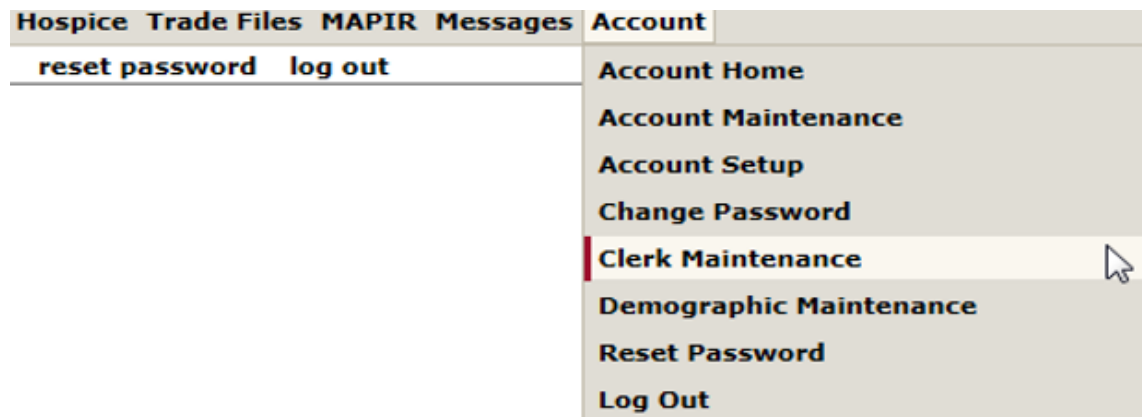 Hospice Trade Files MAPIR Messages Account
reset password log out
Account Home
Account Maintenance
Account Setup
Change Password
Clerk Maintenance
Demographic Maintenance
Reset Password
Log Out